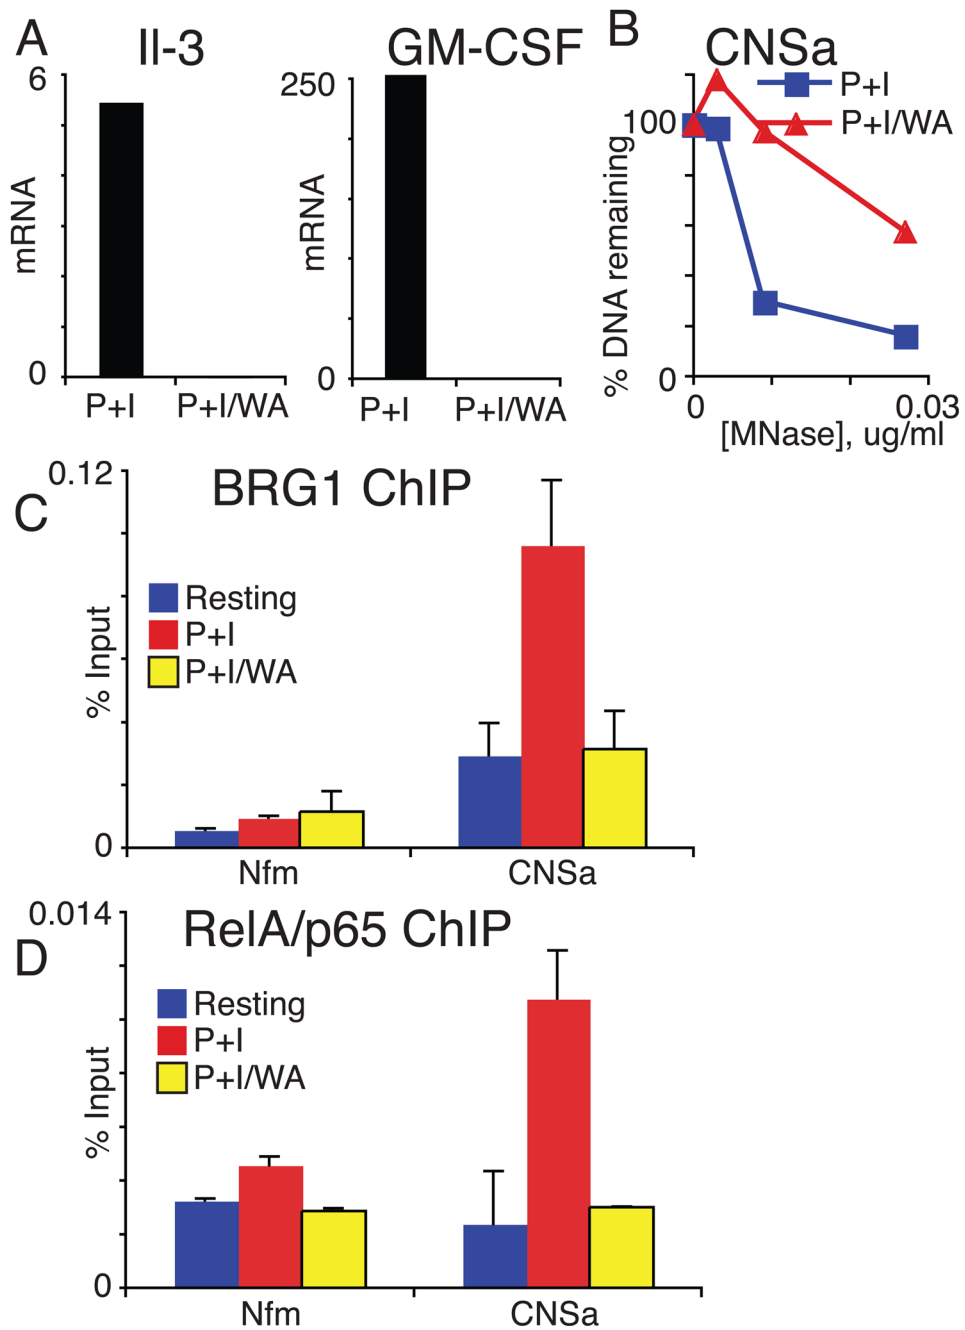 A
Il-3
6
mRNA
0
P+I
P+I/WA
GM-CSF
250
mRNA
0
P+I
P+I/WA
B
CNSa
P+I
P+I/WA
100
% DNA remaining
0
0
0.03
[MNase], ug/ml
C
BRG1 ChIP
0.12
% Input
Resting
P+I
P+I/WA
0
Nfm
CNSa
D
RelA/p65 ChIP
0.014
% Input
Resting
P+I
P+I/WA
0
Nfm
CNSa